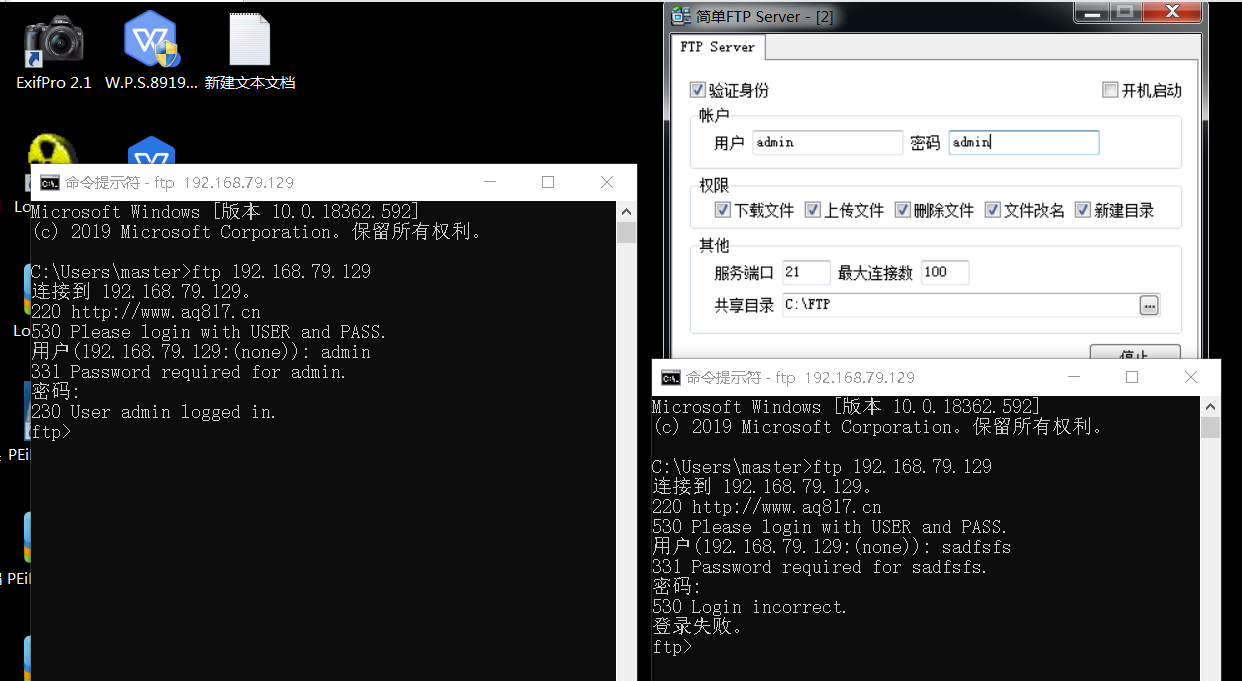 ExifPro 2.1
W.P.S.8919...
新建文本文档
简单FTP Server - [2]
FTP Server
验证身份
开机启动
帐户
用户 admin 密码 admin
权限
下载文件 上传文件 删除文件 文件改名 新建目录
其他
服务端口 21 最大连接数 100
共享目录 C:\FTP ...
停止
Lo
Lo
PEiI
PEiI
命令提示符 - ftp 192.168.79.129
Microsoft Windows [版本 10.0.18362.592]
(c) 2019 Microsoft Corporation。保留所有权利。
C:\Users\master>ftp 192.168.79.129
连接到 192.168.79.129。
220 http://www.aq817.cn
530 Please login with USER and PASS.
用户(192.168.79.129:(none)): admin
331 Password required for admin.
密码:
230 User admin logged in.
ftp>
命令提示符 - ftp 192.168.79.129
Microsoft Windows [版本 10.0.18362.592]
(c) 2019 Microsoft Corporation。保留所有权利。
C:\Users\master>ftp 192.168.79.129
连接到 192.168.79.129。
220 http://www.aq817.cn
530 Please login with USER and PASS.
用户(192.168.79.129:(none)): sadfsfs
331 Password required for sadfsfs.
密码:
530 Login incorrect.
登录失败。
ftp>